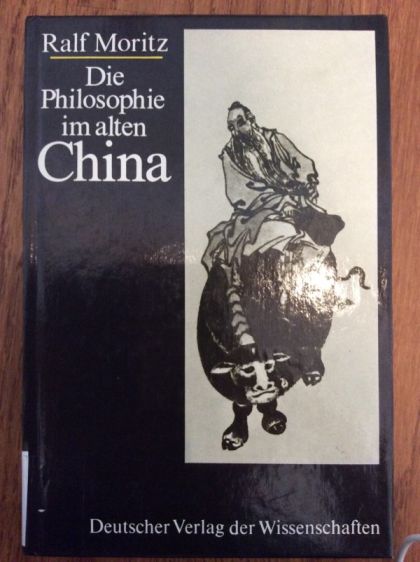 Ralf Moritz
Die
Philosophie
im alten
China
Deutscher Verlag der Wissenschaften